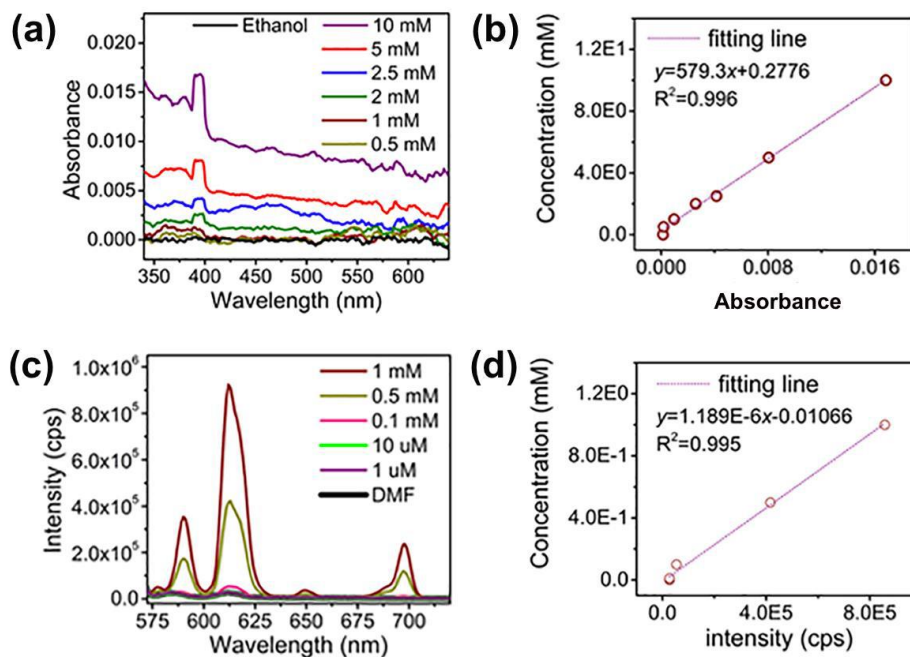 (a)
Absorbance
0.020
0.015
0.010
0.005
0.000
Ethanol
10 mM
5 mM
2.5 mM
2 mM
1 mM
0.5 mM
350 400 450 500 550 600
Wavelength (nm)
(b)
Concentration (mM)
1.2E1
8.0E0
4.0E0
0.0
fitting line
y=579.3x+0.2776
R²=0.996
0.000 0.008 0.016
Absorbance
(c)
Intensity (cps)
1.0x10⁶
8.0x10⁵
6.0x10⁵
4.0x10⁵
2.0x10⁵
0.0
1 mM
0.5 mM
0.1 mM
10 uM
1 uM
DMF
575 600 625 650 675 700
Wavelength (nm)
(d)
Concentration (mM)
1.2E0
8.0E-1
4.0E-1
0.0
fitting line
y=1.189E-6x-0.01066
R²=0.995
0.0 4.0E5 8.0E5
intensity (cps)